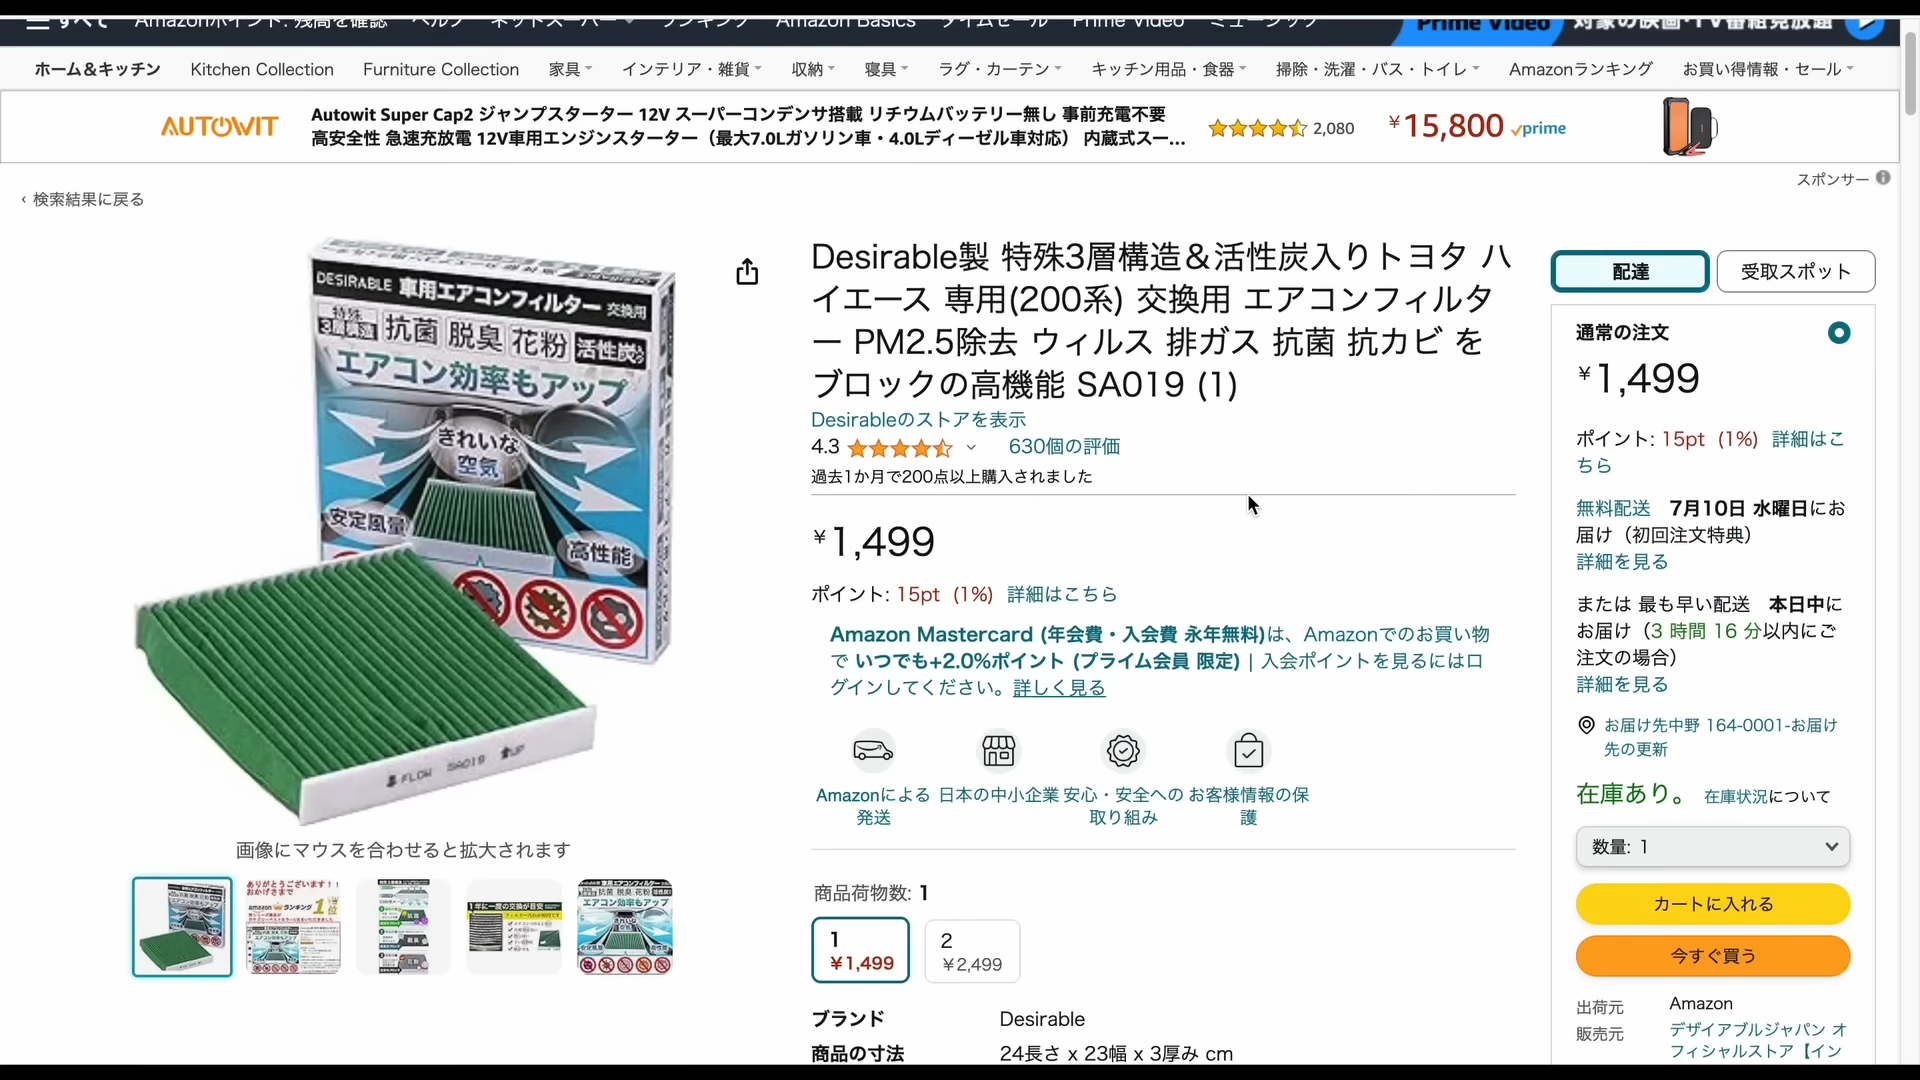 すべて Amazonポイント: 残高を確認 ヘルプ ネットスーパー ランキング Amazon Basics タイムセール Prime Video ミュージック
Prime Video 対象の映画・TV番組見放題
ホーム＆キッチン Kitchen Collection Furniture Collection 家具 インテリア・雑貨 収納 寝具 ラグ・カーテン キッチン用品・食器 掃除・洗濯・バス・トイレ Amazonランキング お買い得情報・セール
AUTOWIT
Autowit Super Cap2 ジャンプスターター 12V スーパーコンデンサ搭載 リチウムバッテリー無し 事前充電不要
高安全性 急速充放電 12V車用エンジンスターター（最大7.0Lガソリン車・4.0Lディーゼル車対応） 内蔵式スー...
2,080
¥15,800 prime
スポンサー
‹ 検索結果に戻る
DESIRABLE 車用エアコンフィルター 交換用
特殊
3層構造 抗菌 脱臭 花粉 活性炭入
エアコン効率もアップ
きれいな
空気
安定風量
高性能
FLOW SA019 UP
画像にマウスを合わせると拡大されます
ありがとうございます！！
おかげさまで
amazon ランキング 1位
抗菌
脱臭
花粉
1年に一度の交換が目安
エアコン効率もアップ
きれいな
Desirable製 特殊3層構造＆活性炭入りトヨタ ハ
イエース 専用(200系) 交換用 エアコンフィルタ
ー PM2.5除去 ウィルス 排ガス 抗菌 抗カビ を
ブロックの高機能 SA019 (1)
Desirableのストアを表示
4.3 630個の評価
過去1か月で200点以上購入されました
¥1,499
ポイント: 15pt (1%) 詳細はこちら
Amazon Mastercard (年会費・入会費 永年無料)は、Amazonでのお買い物
で いつでも+2.0%ポイント (プライム会員 限定) | 入会ポイントを見るにはロ
グインしてください。詳しく見る
Amazonによる
発送
日本の中小企業
安心・安全への
取り組み
お客様情報の保
護
商品荷物数: 1
1
¥1,499
2
¥2,499
ブランド Desirable
商品の寸法 24長さ x 23幅 x 3厚み cm
配達
受取スポット
通常の注文
¥1,499
ポイント: 15pt (1%) 詳細はこ
ちら
無料配送 7月10日 水曜日にお
届け（初回注文特典）
詳細を見る
または 最も早い配送 本日中に
お届け（3 時間 16 分以内にご
注文の場合）
詳細を見る
お届け先中野 164-0001-お届け
先の更新
在庫あり。 在庫状況について
数量: 1
カートに入れる
今すぐ買う
出荷元 Amazon
販売元 デザイアブルジャパン オ
フィシャルストア【イン